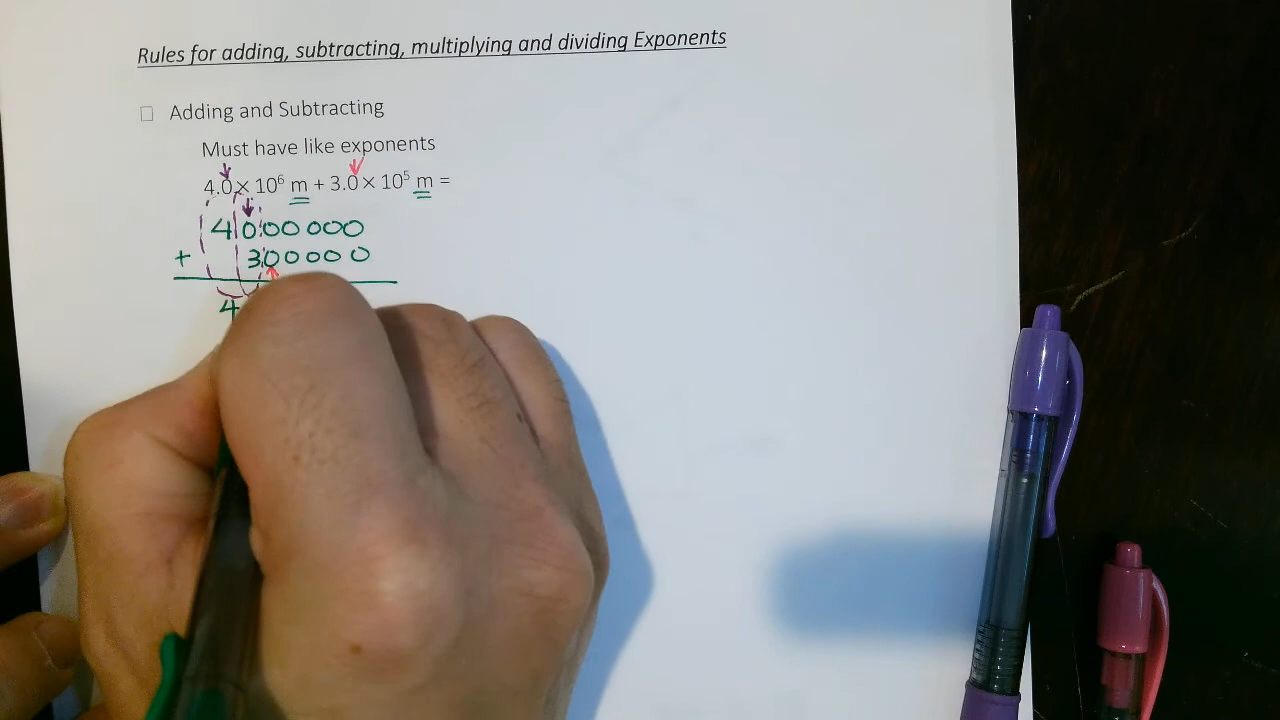 Rules for adding, subtracting, multiplying and dividing Exponents
□ Adding and Subtracting
Must have like exponents
4.0 × 10⁶ m + 3.0 × 10⁵ m =
4000000
+ 300000
4